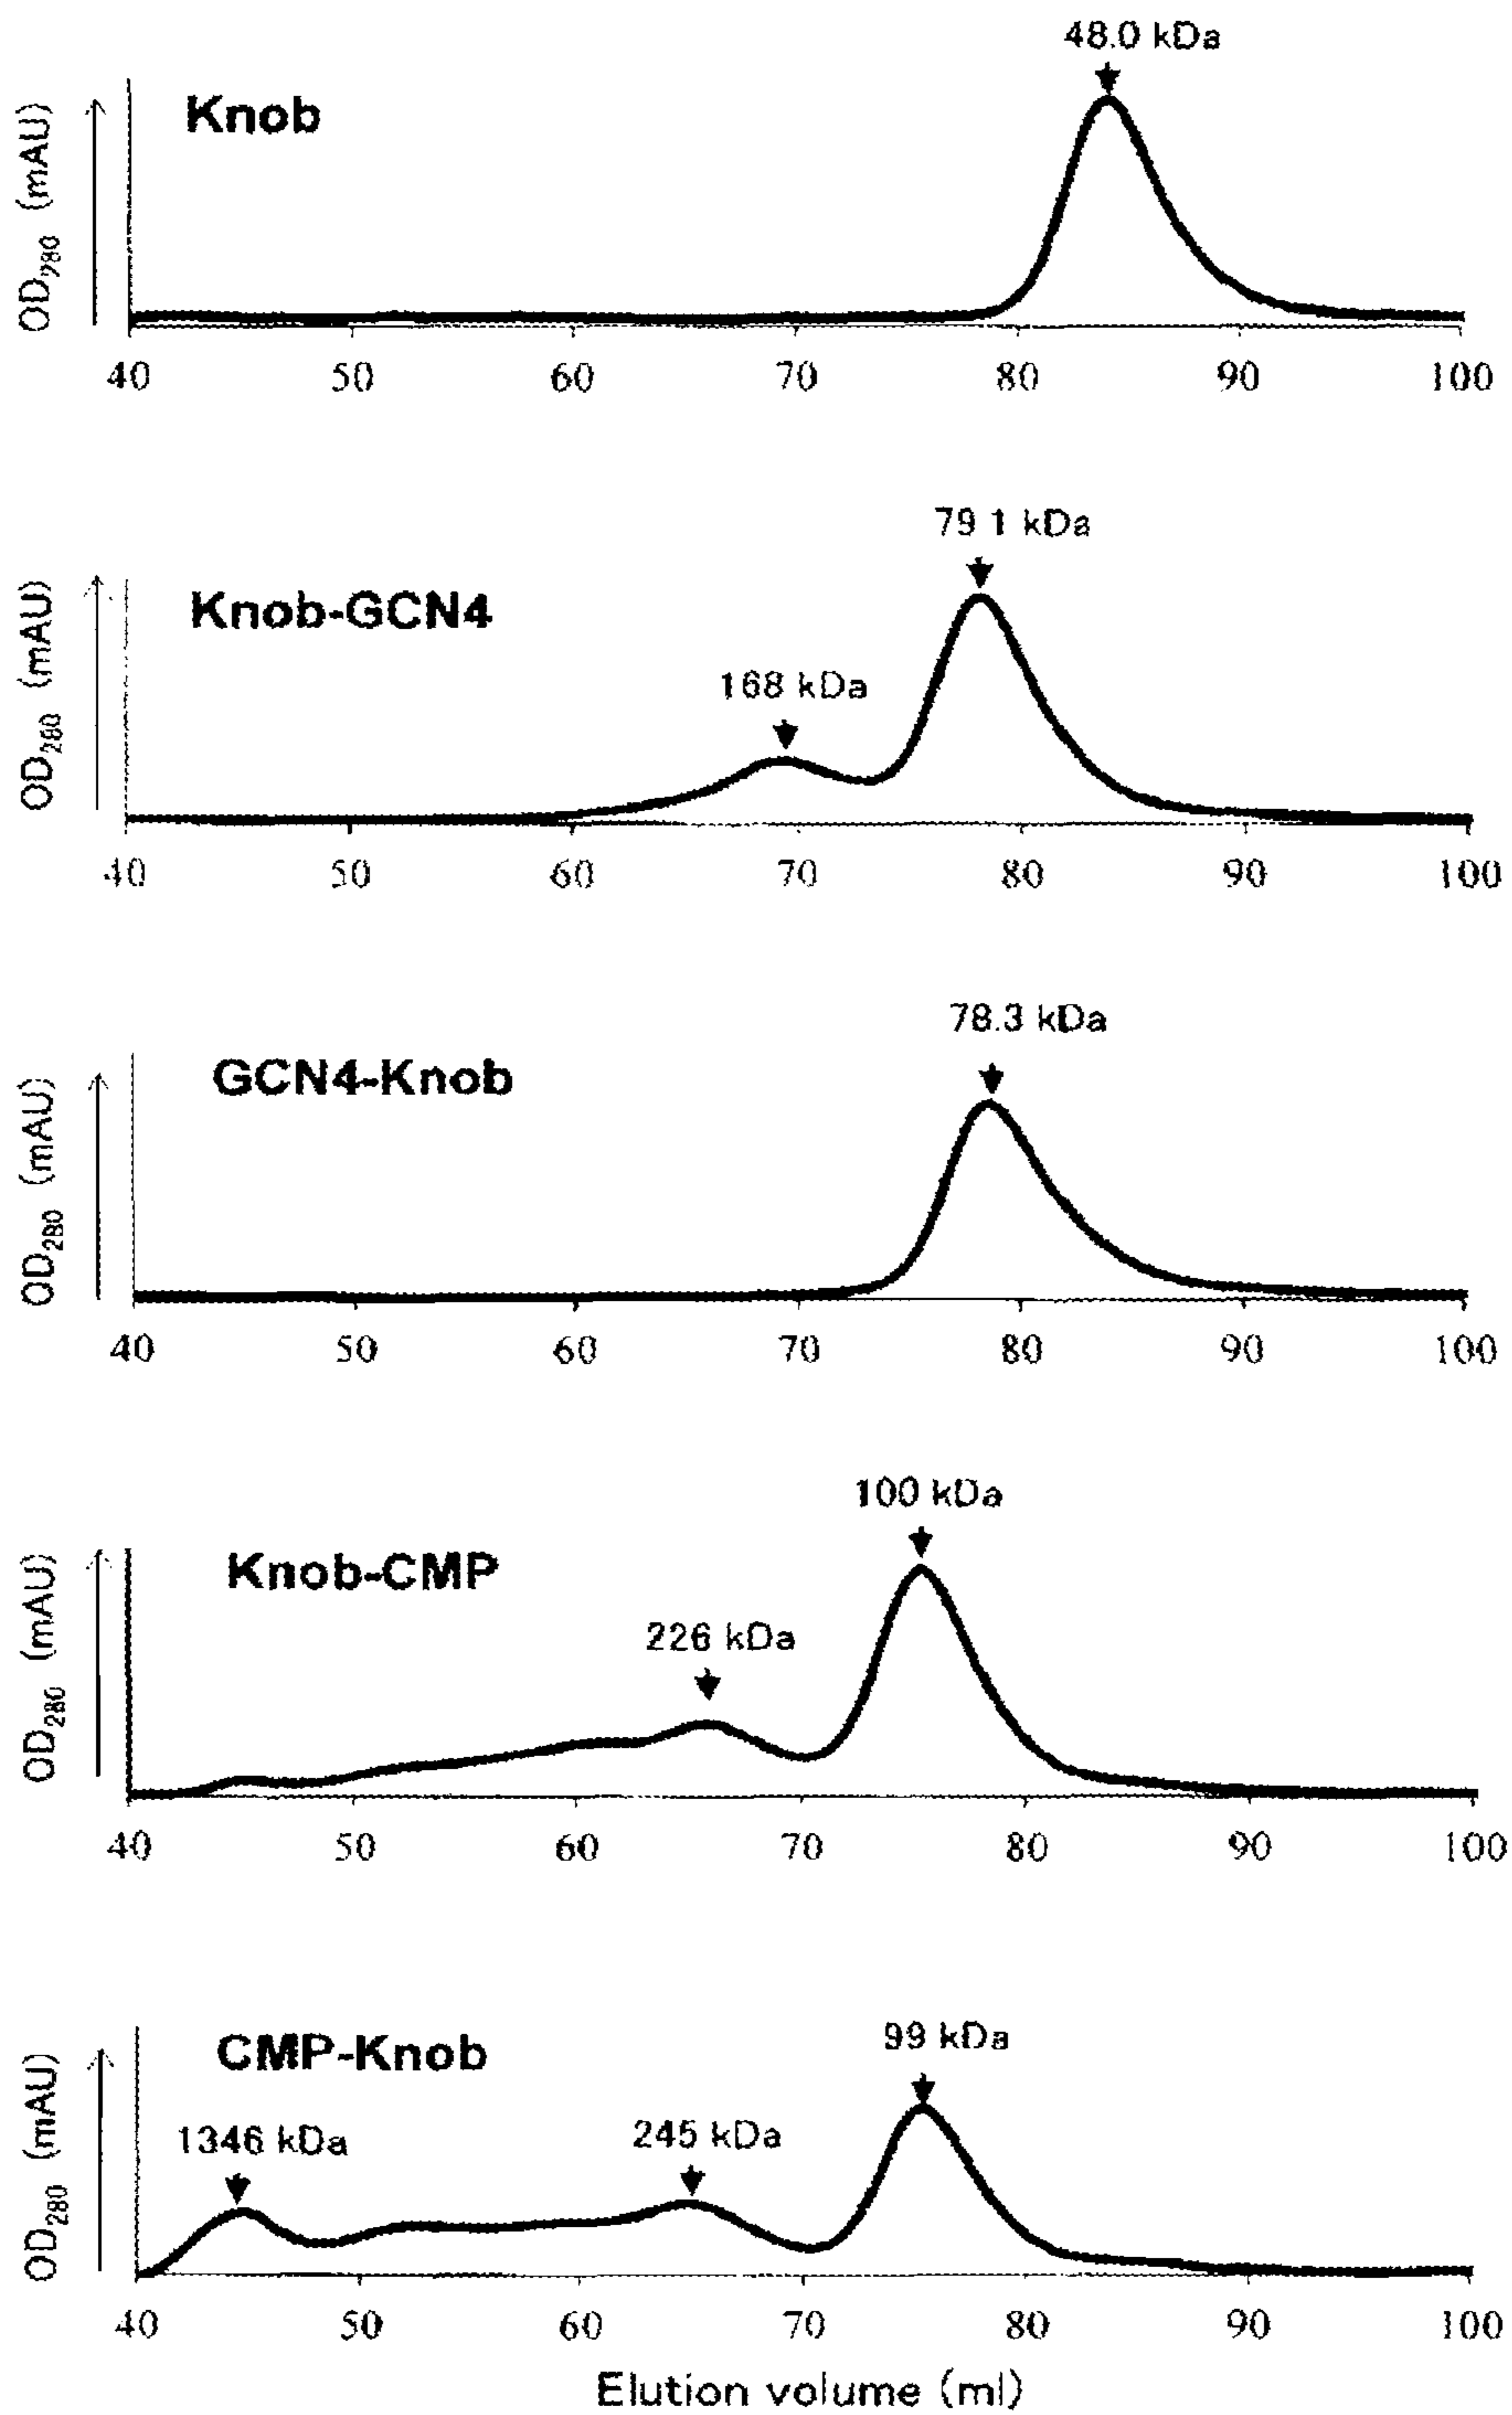 48.0 kDa
Knob
OD280 (mAU)
40 50 60 70 80 90 100
79 1 kDa
Knob-GCN4
168 kDa
OD280 (mAU)
40 50 60 70 80 90 100
78.3 kDa
GCN4-Knob
OD280 (mAU)
40 50 60 70 80 90 100
100 kDa
Knob-CMP
226 kDa
OD280 (mAU)
40 50 60 70 80 90 100
99 kDa
CMP-Knob
1346 kDa
245 kDa
OD280 (mAU)
40 50 60 70 80 90 100
Elution volume (ml)